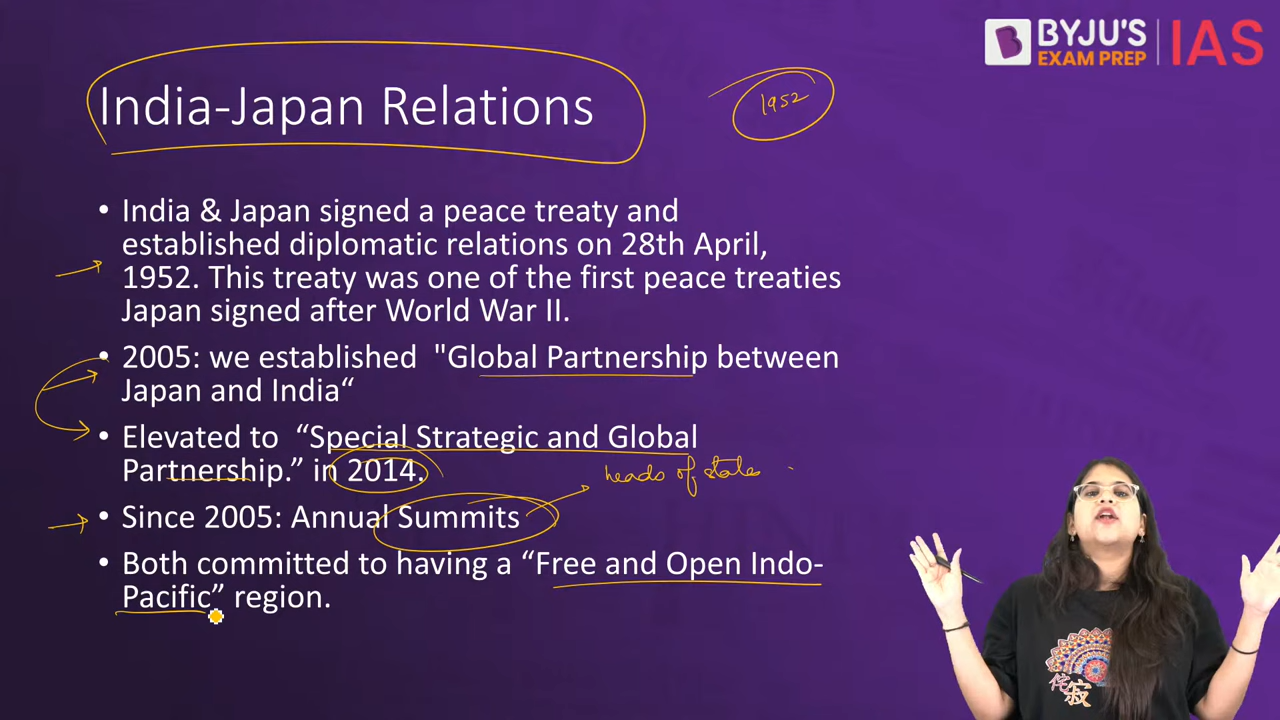 BYJU'S
EXAM PREP
IAS
India-Japan Relations
1952
• India & Japan signed a peace treaty and
established diplomatic relations on 28th April,
1952. This treaty was one of the first peace treaties
Japan signed after World War II.
• 2005: we established "Global Partnership between
Japan and India“
• Elevated to “Special Strategic and Global
Partnership.” in 2014.
heads of state
• Since 2005: Annual Summits
• Both committed to having a “Free and Open Indo-
Pacific” region.
侘
寂